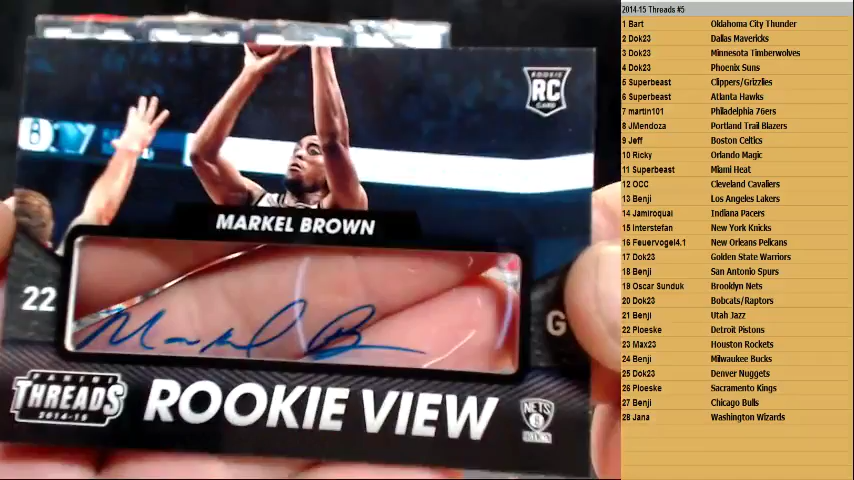 ROOKIE
RC
CARD
MARKEL BROWN
22
G
Markel B
PANINI
THREADS
2014-15
ROOKIE VIEW
NETS
B
2014-15 Threads #5
1 Bart Oklahoma City Thunder
2 Dok23 Dallas Mavericks
3 Dok23 Minnesota Timberwolves
4 Dok23 Phoenix Suns
5 Superbeast Clippers/Grizzlies
6 Superbeast Atlanta Hawks
7 martin101 Philadelphia 76ers
8 JMendoza Portland Trail Blazers
9 Jeff Boston Celtics
10 Ricky Orlando Magic
11 Superbeast Miami Heat
12 OCC Cleveland Cavaliers
13 Benji Los Angeles Lakers
14 Jamiroquai Indiana Pacers
15 Interstefan New York Knicks
16 Feuervogel4.1 New Orleans Pelicans
17 Dok23 Golden State Warriors
18 Benji San Antonio Spurs
19 Oscar Sunduk Brooklyn Nets
20 Dok23 Bobcats/Raptors
21 Benji Utah Jazz
22 Ploeske Detroit Pistons
23 Max23 Houston Rockets
24 Benji Milwaukee Bucks
25 Dok23 Denver Nuggets
26 Ploeske Sacramento Kings
27 Benji Chicago Bulls
28 Jana Washington Wizards